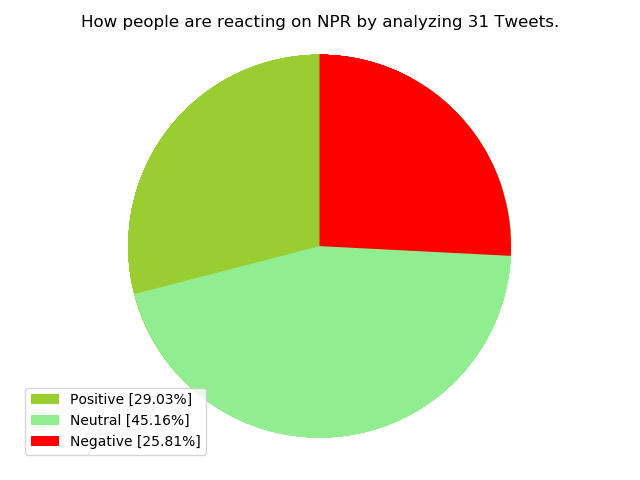 How people are reacting on NPR by analyzing 31 Tweets.
Positive [29.03%]
Neutral [45.16%]
Negative [25.81%]